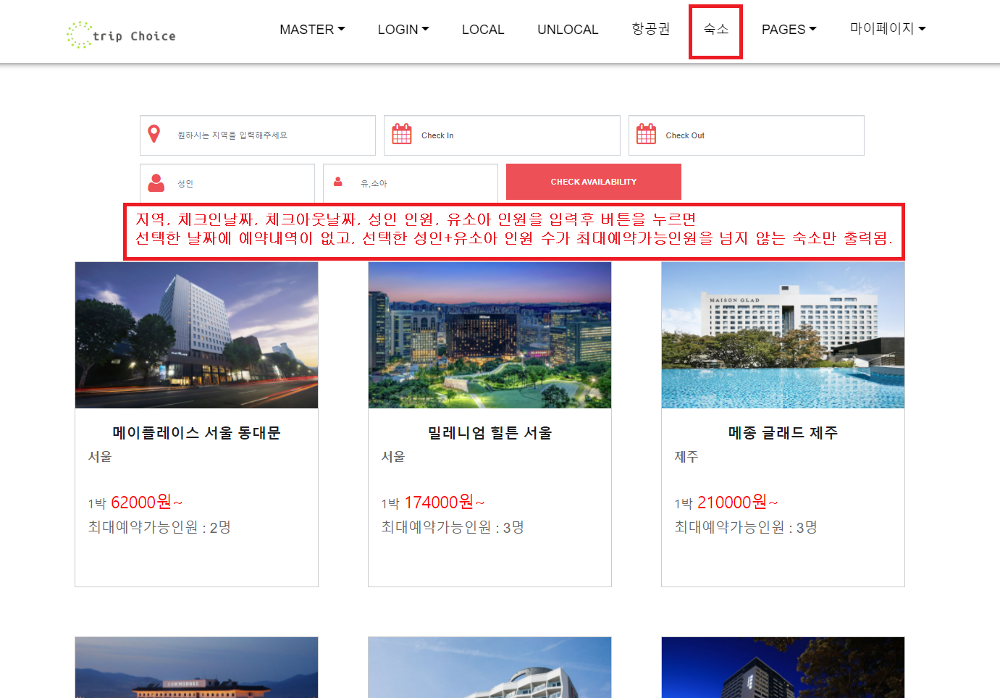 trip Choice
MASTER
LOGIN
LOCAL
UNLOCAL
항공권
숙소
PAGES
마이페이지
원하시는 지역을 입력해주세요
Check In
Check Out
성인
유,소아
CHECK AVAILABILITY
지역, 체크인날짜, 체크아웃날짜, 성인 인원, 유소아 인원을 입력후 버튼을 누르면
선택한 날짜에 예약내역이 없고, 선택한 성인+유소아 인원 수가 최대예약가능인원을 넘지 않는 숙소만 출력됨.
Hilton
MAISON GLAD
메이플레이스 서울 동대문
서울
1박 62000원~
최대예약가능인원 : 2명
밀레니엄 힐튼 서울
서울
1박 174000원~
최대예약가능인원 : 3명
메종 글래드 제주
제주
1박 210000원~
최대예약가능인원 : 3명
COMMODORE